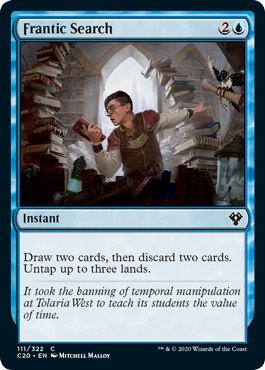 Frantic Search 2
Instant
Draw two cards, then discard two cards.
Untap up to three lands.
It took the banning of temporal manipulation
at Tolaria West to teach its students the value
of time.
111/322 C
C20 • EN Mitchell Malloy
™ & © 2020 Wizards of the Coast